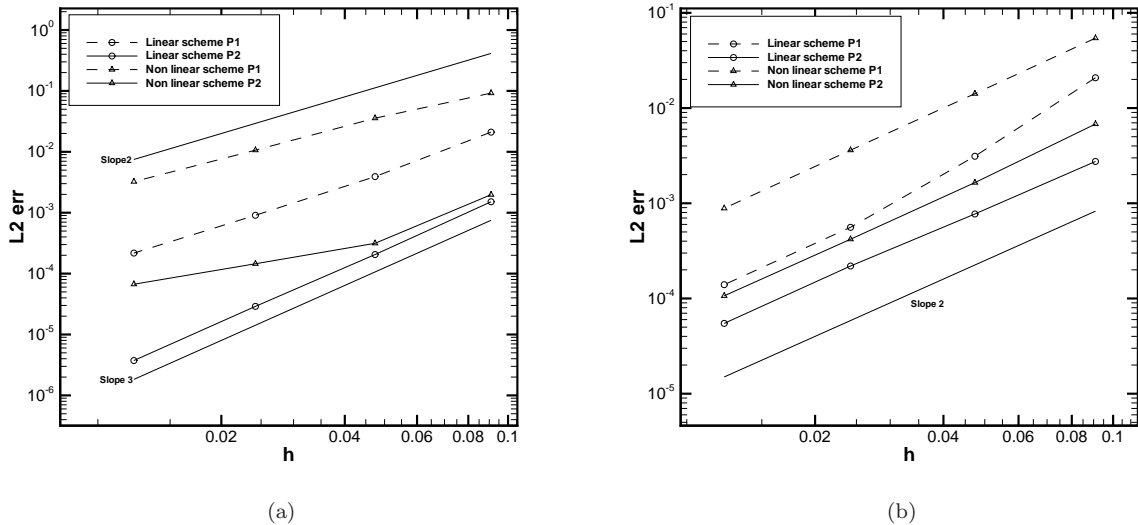 Linear scheme P1
Linear scheme P2
Non linear scheme P1
Non linear scheme P2
10^0
10^-1
10^-2
10^-3
10^-4
10^-5
10^-6
L2 err
Slope2
Slope 3
0.02
0.04
0.06
0.08
0.1
h
(a)
Linear scheme P1
Linear scheme P2
Non linear scheme P1
Non linear scheme P2
10^-1
10^-2
10^-3
10^-4
10^-5
L2 err
Slope 2
0.02
0.04
0.06
0.08
0.1
h
(b)